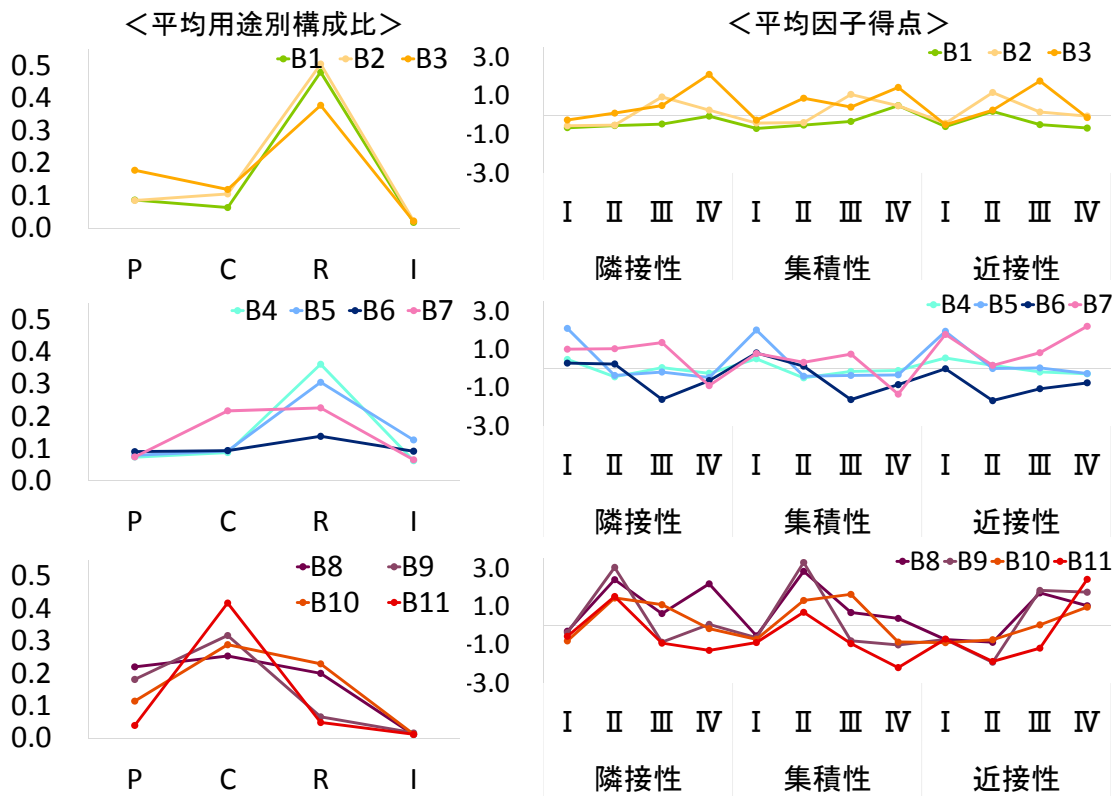 <平均用途別構成比>
<平均因子得点>
B1 B2 B3
0.5
0.4
0.3
0.2
0.1
0.0
P C R I
3.0
1.0
-1.0
-3.0
B1 B2 B3
Ⅰ Ⅱ Ⅲ Ⅳ Ⅰ Ⅱ Ⅲ Ⅳ Ⅰ Ⅱ Ⅲ Ⅳ
隣接性 集積性 近接性
B4 B5 B6 B7
0.5
0.4
0.3
0.2
0.1
0.0
P C R I
3.0
1.0
-1.0
-3.0
B4 B5 B6 B7
Ⅰ Ⅱ Ⅲ Ⅳ Ⅰ Ⅱ Ⅲ Ⅳ Ⅰ Ⅱ Ⅲ Ⅳ
隣接性 集積性 近接性
B8 B9
B10 B11
0.5
0.4
0.3
0.2
0.1
0.0
P C R I
3.0
1.0
-1.0
-3.0
B8 B9 B10 B11
Ⅰ Ⅱ Ⅲ Ⅳ Ⅰ Ⅱ Ⅲ Ⅳ Ⅰ Ⅱ Ⅲ Ⅳ
隣接性 集積性 近接性